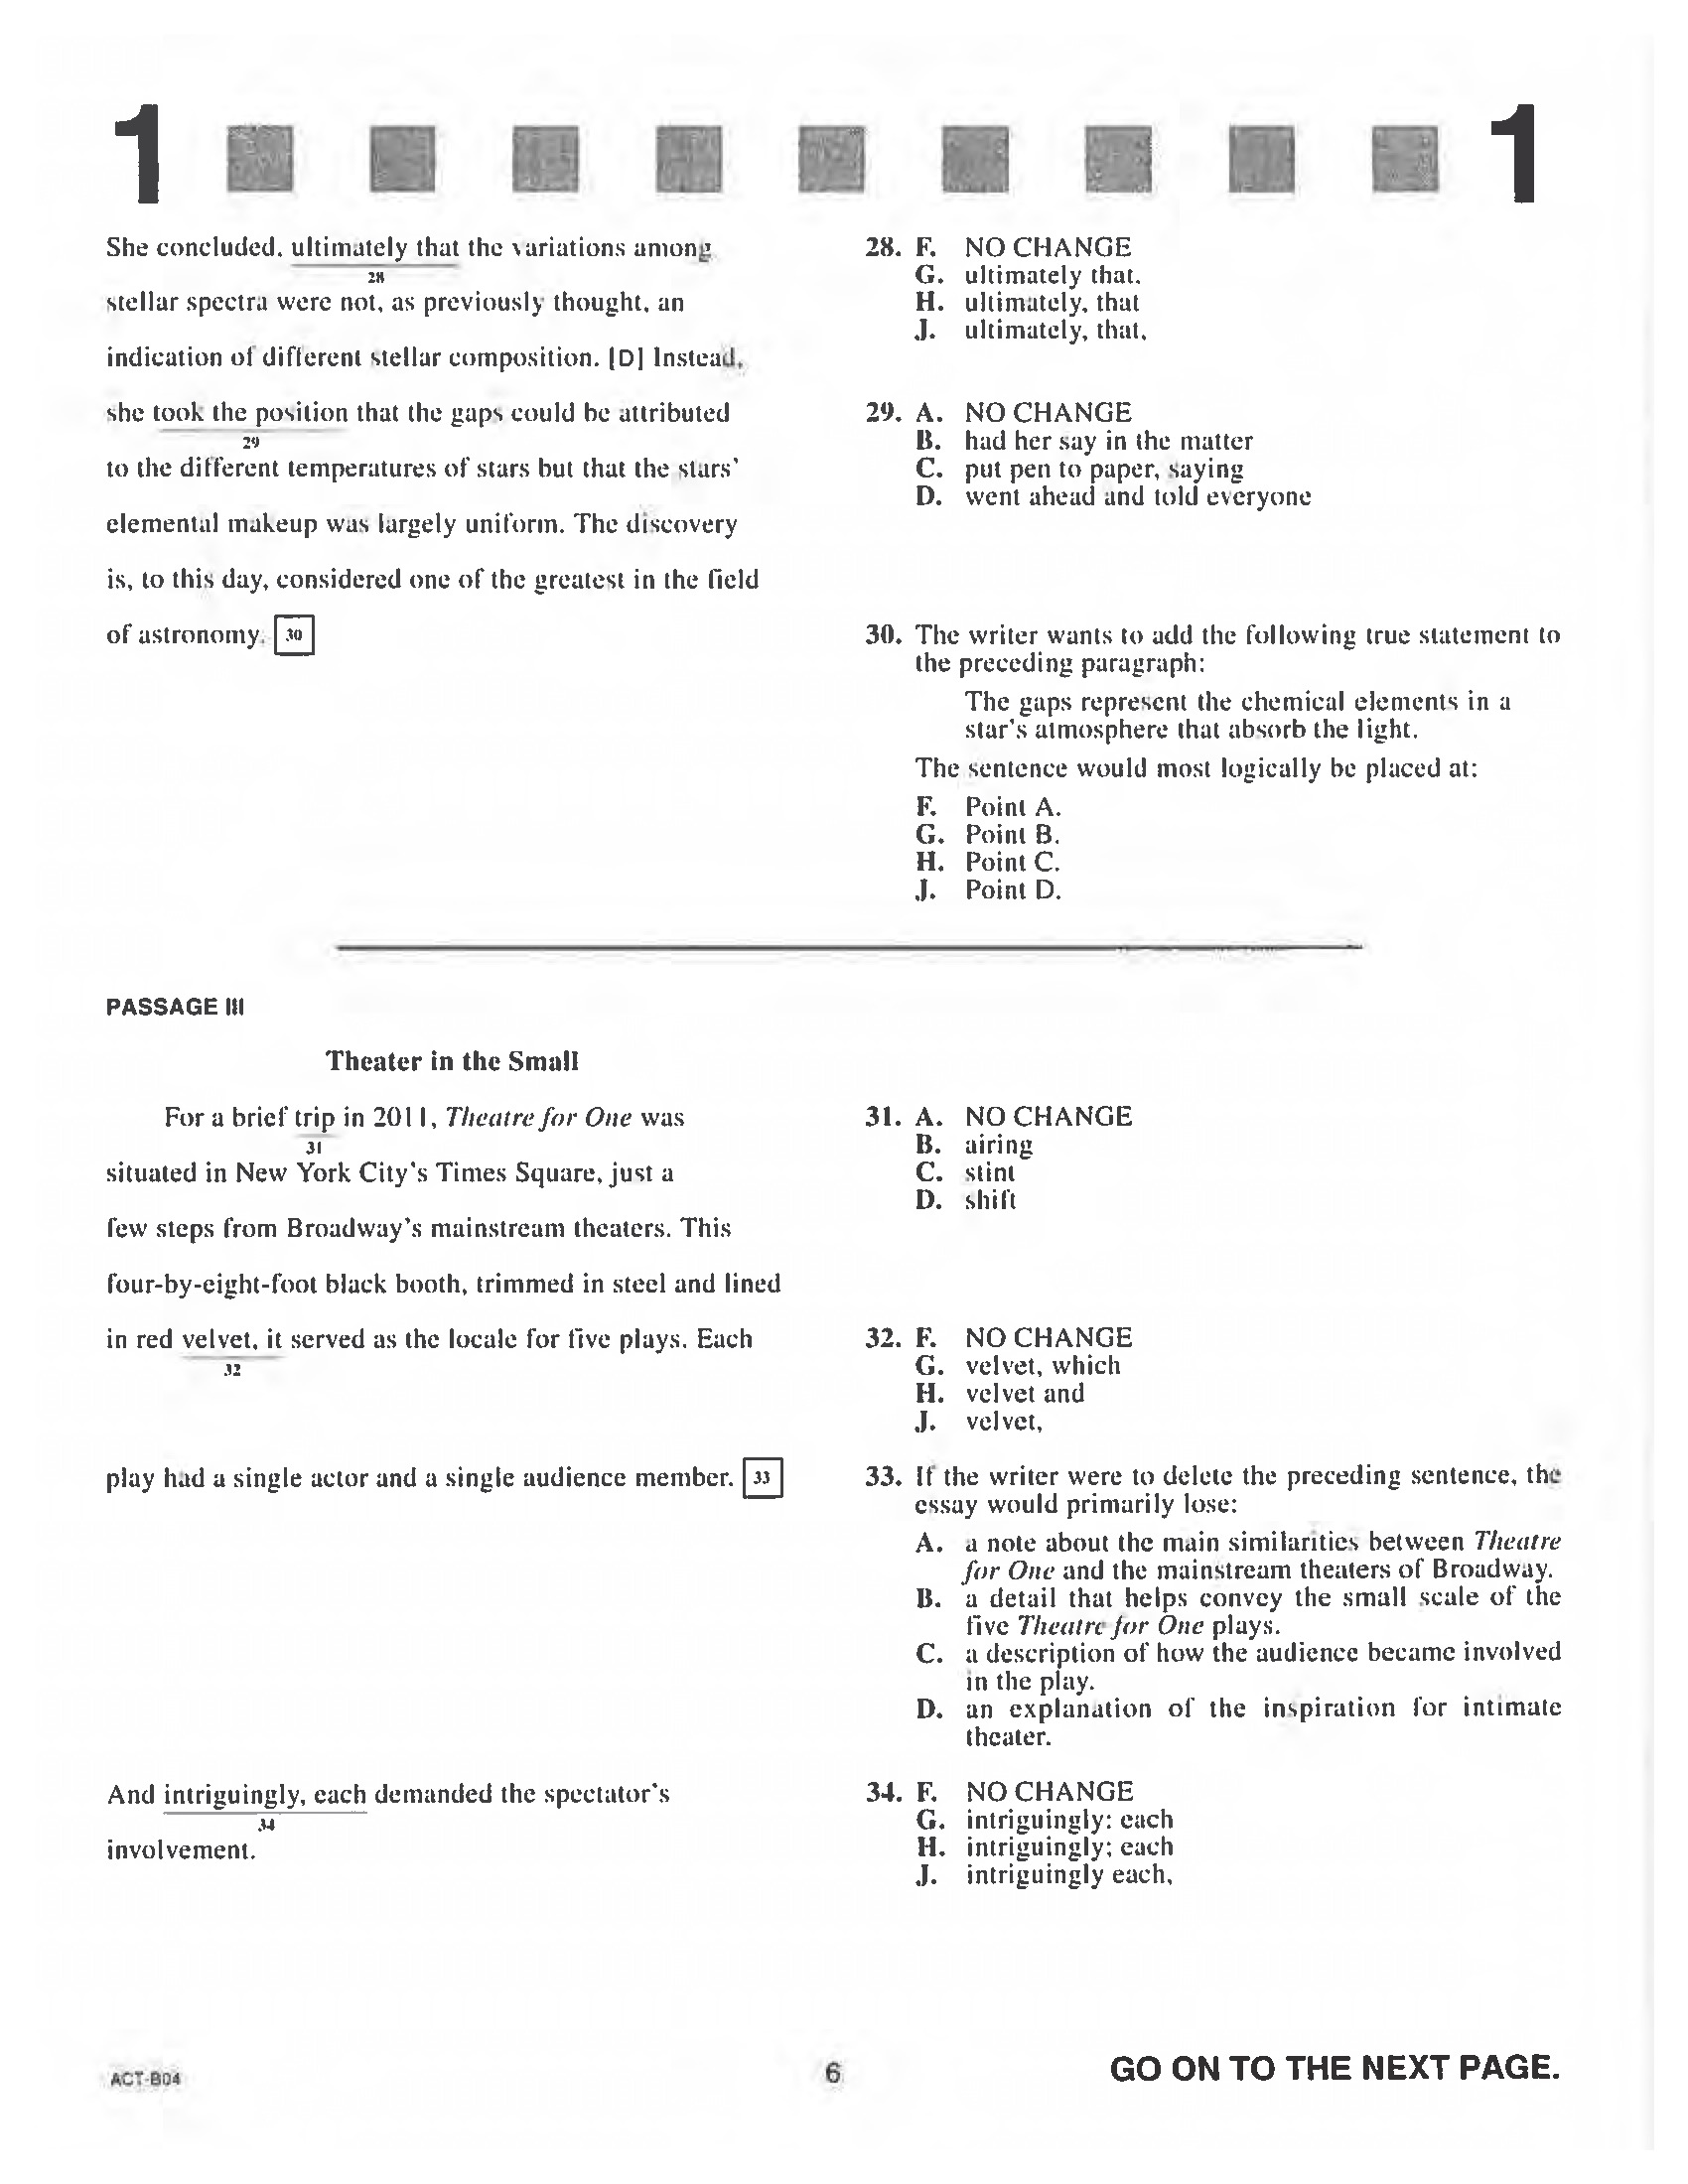 1 1
She concluded, ultimately that the variations among
28
stellar spectra were not, as previously thought, an
indication of different stellar composition. [D] Instead,
she took the position that the gaps could be attributed
29
to the different temperatures of stars but that the stars'
elemental makeup was largely uniform. The discovery
is, to this day, considered one of the greatest in the field
of astronomy. 30
28. F. NO CHANGE
G. ultimately that,
H. ultimately, that
J. ultimately, that,
29. A. NO CHANGE
B. had her say in the matter
C. put pen to paper, saying
D. went ahead and told everyone
30. The writer wants to add the following true statement to
the preceding paragraph:
The gaps represent the chemical elements in a
star's atmosphere that absorb the light.
The sentence would most logically be placed at:
F. Point A.
G. Point B.
H. Point C.
J. Point D.
PASSAGE III
Theater in the Small
For a brief trip in 2011, Theatre for One was
31
situated in New York City's Times Square, just a
few steps from Broadway's mainstream theaters. This
four-by-eight-foot black booth, trimmed in steel and lined
in red velvet, it served as the locale for five plays. Each
32
play had a single actor and a single audience member. 33
And intriguingly, each demanded the spectator's
34
involvement.
31. A. NO CHANGE
B. airing
C. stint
D. shift
32. F. NO CHANGE
G. velvet, which
H. velvet and
J. velvet,
33. If the writer were to delete the preceding sentence, the
essay would primarily lose:
A. a note about the main similarities between Theatre
for One and the mainstream theaters of Broadway.
B. a detail that helps convey the small scale of the
five Theatre for One plays.
C. a description of how the audience became involved
in the play.
D. an explanation of the inspiration for intimate
theater.
34. F. NO CHANGE
G. intriguingly: each
H. intriguingly; each
J. intriguingly each,
ACT-B04
6
GO ON TO THE NEXT PAGE.